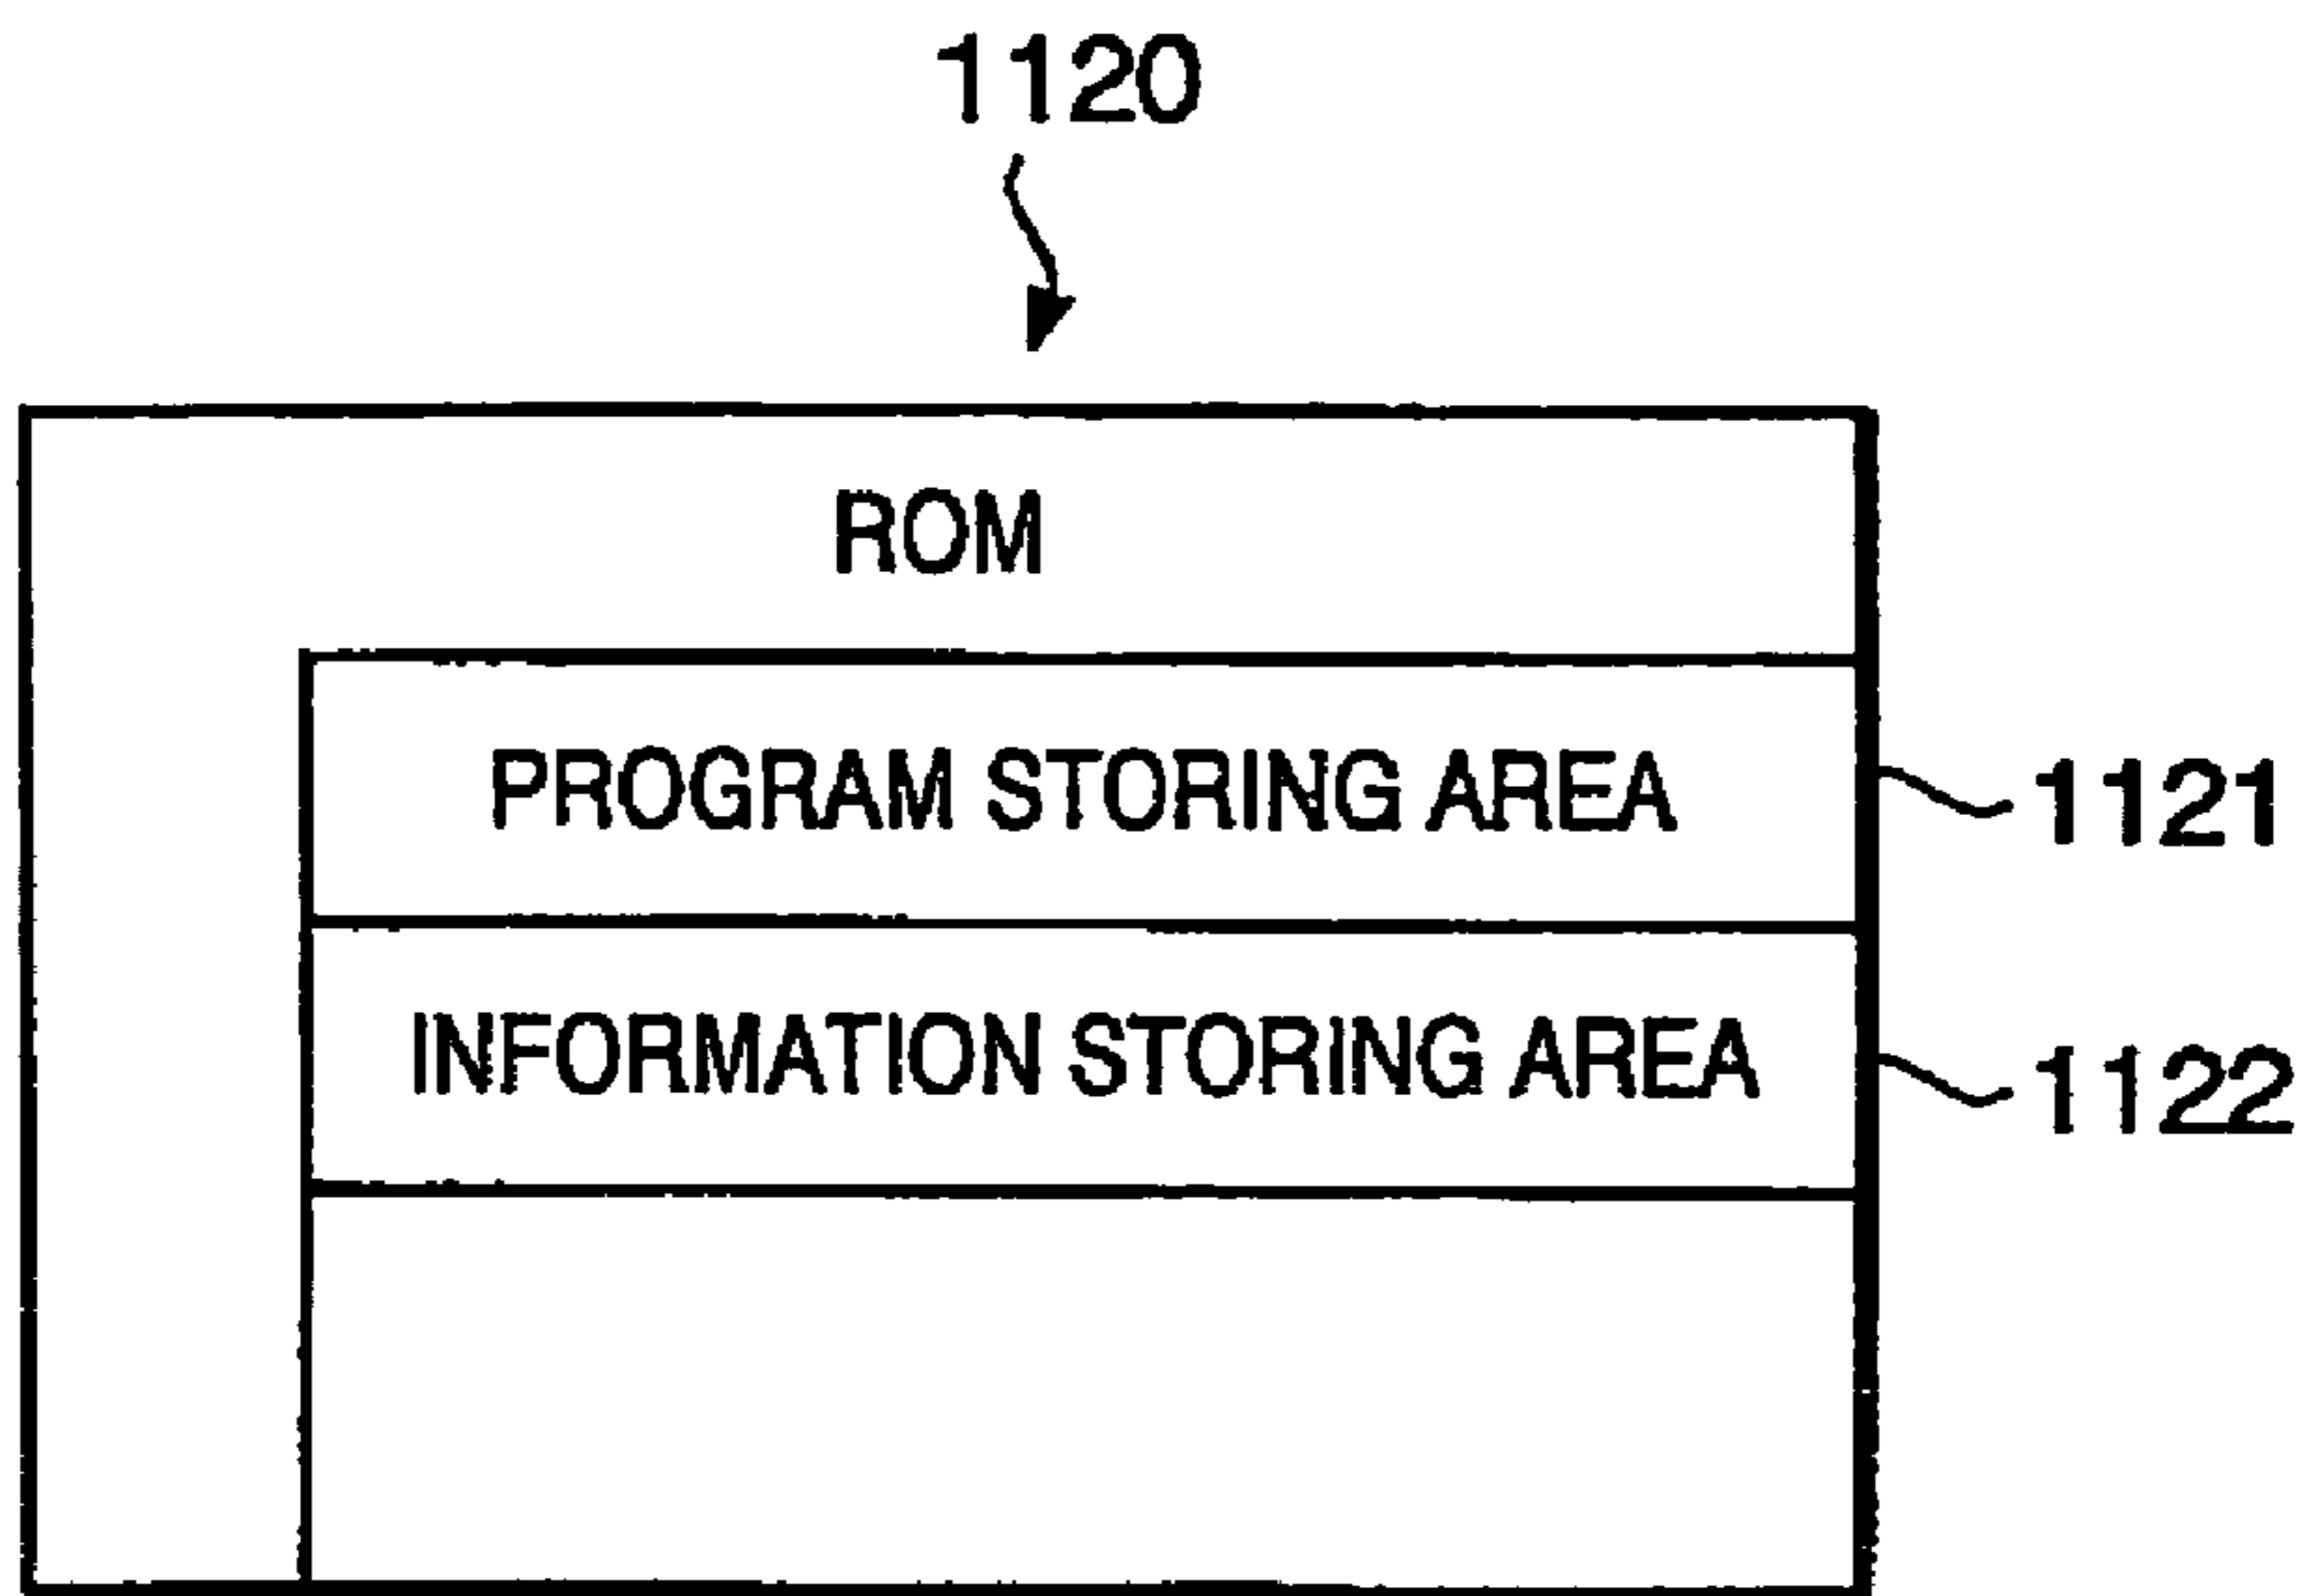 1120
ROM
PROGRAM STORING AREA
1121
INFORMATION STORING AREA
1122